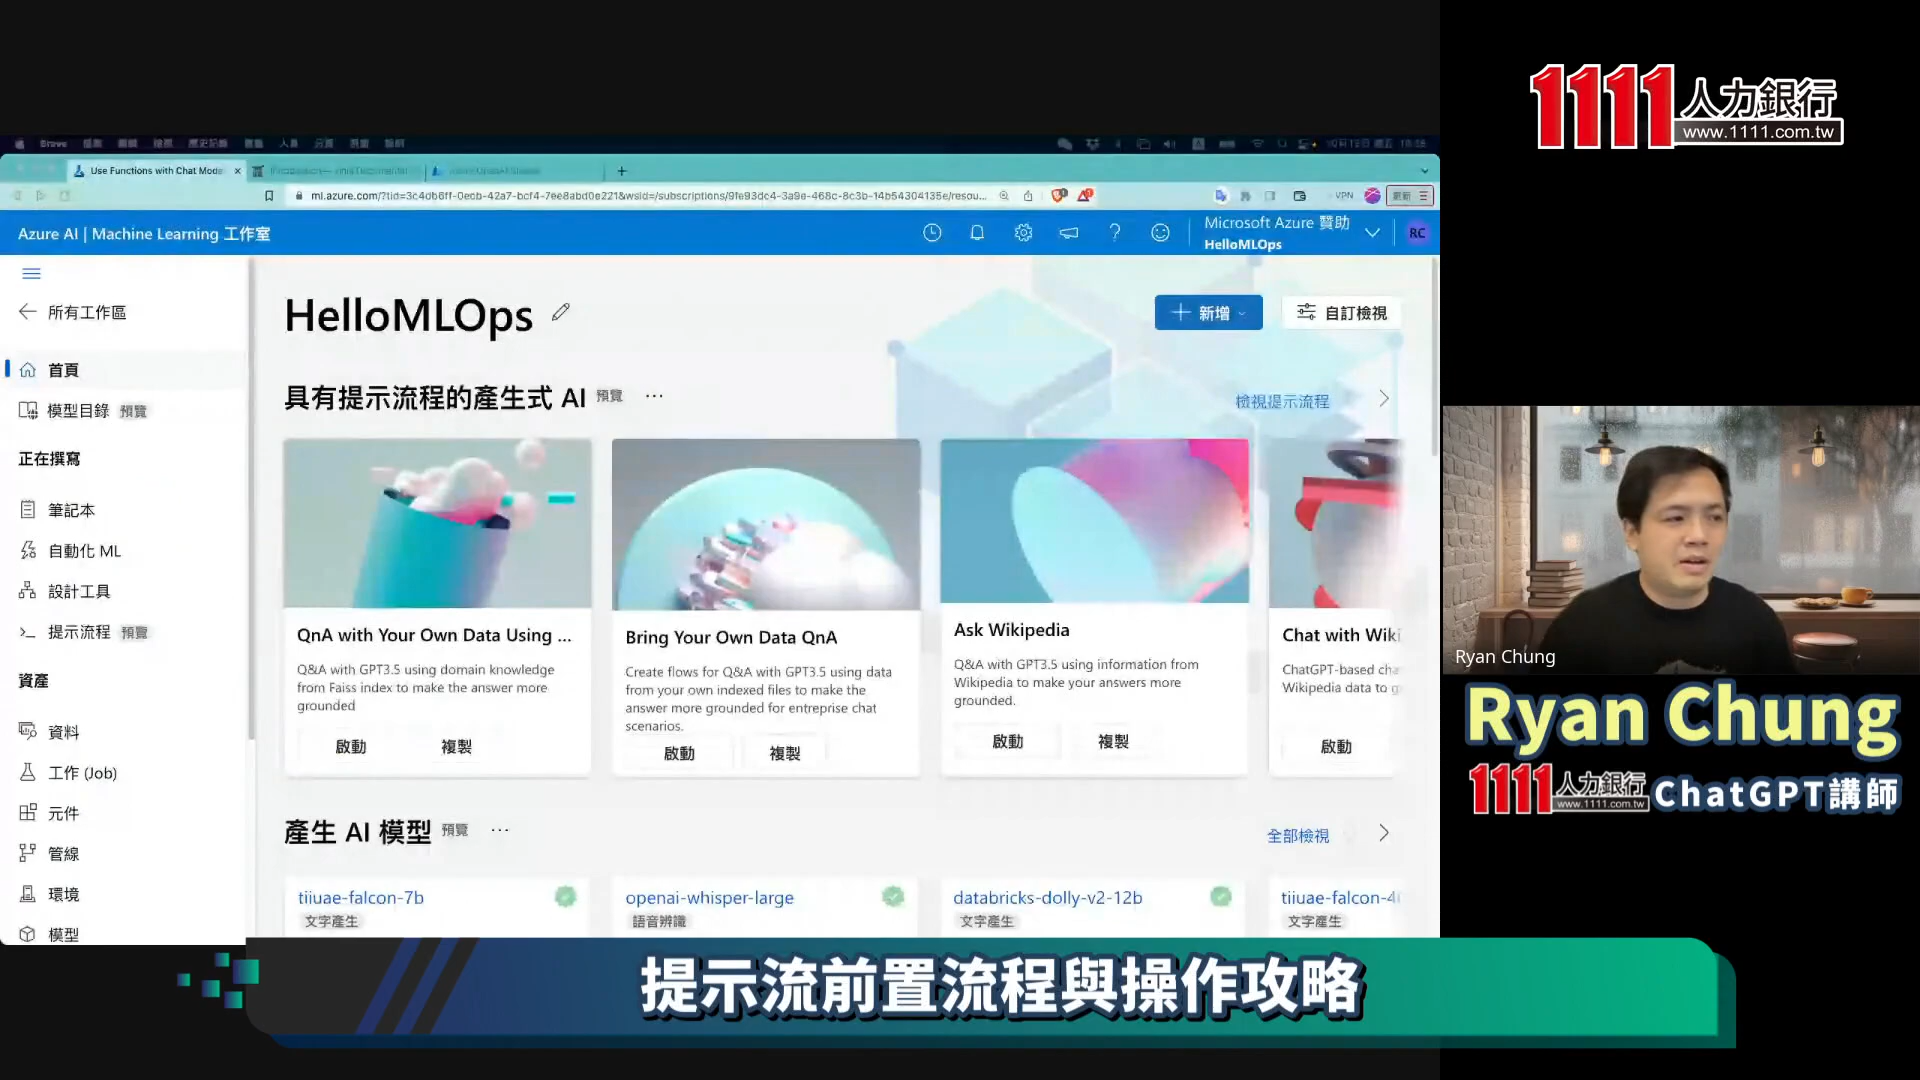 Use Functions with Chat Mode
ml.azure.com/?tid=3c4db6ff-0ecb-42a7-bcf4-7ee8abd0e221&wsid=/subscriptions/9fe93dc4-3a9e-468c-8c3b-14b54304135e/resou...
VPN
更新
Azure AI | Machine Learning 工作室
Microsoft Azure 贊助
HelloMLOps
RC
所有工作區
首頁
模型目錄 預覽
正在撰寫
筆記本
自動化 ML
設計工具
提示流程 預覽
資產
資料
工作 (Job)
元件
管線
環境
模型
HelloMLOps
新增
自訂檢視
具有提示流程的產生式 AI 預覽 ...
檢視提示流程
QnA with Your Own Data Using ...
Q&A with GPT3.5 using domain knowledge
from Faiss index to make the answer more
grounded
啟動 複製
Bring Your Own Data QnA
Create flows for Q&A with GPT3.5 using data
from your own indexed files to make the
answer more grounded for entreprise chat
scenarios.
啟動 複製
Ask Wikipedia
Q&A with GPT3.5 using information from
Wikipedia to make your answers more
grounded.
啟動 複製
Chat with Wiki
ChatGPT-based cha
Wikipedia data to g
啟動
產生 AI 模型 預覽 ...
全部檢視
tiiuae-falcon-7b
文字產生
openai-whisper-large
語音辨識
databricks-dolly-v2-12b
文字產生
tiiuae-falcon-40
文字產生
提示流前置流程與操作攻略
1111人力銀行
www.1111.com.tw
Ryan Chung
Ryan Chung
1111人力銀行 ChatGPT講師
www.1111.com.tw